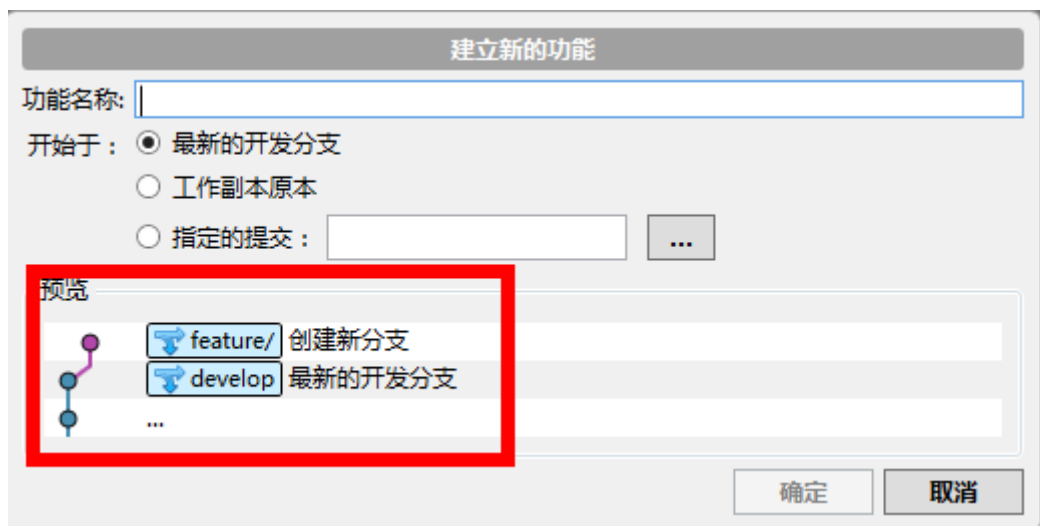 建立新的功能
功能名称:
开始于： 最新的开发分支
工作副本原本
指定的提交： ...
预览
feature/ 创建新分支
develop 最新的开发分支
...
确定 取消